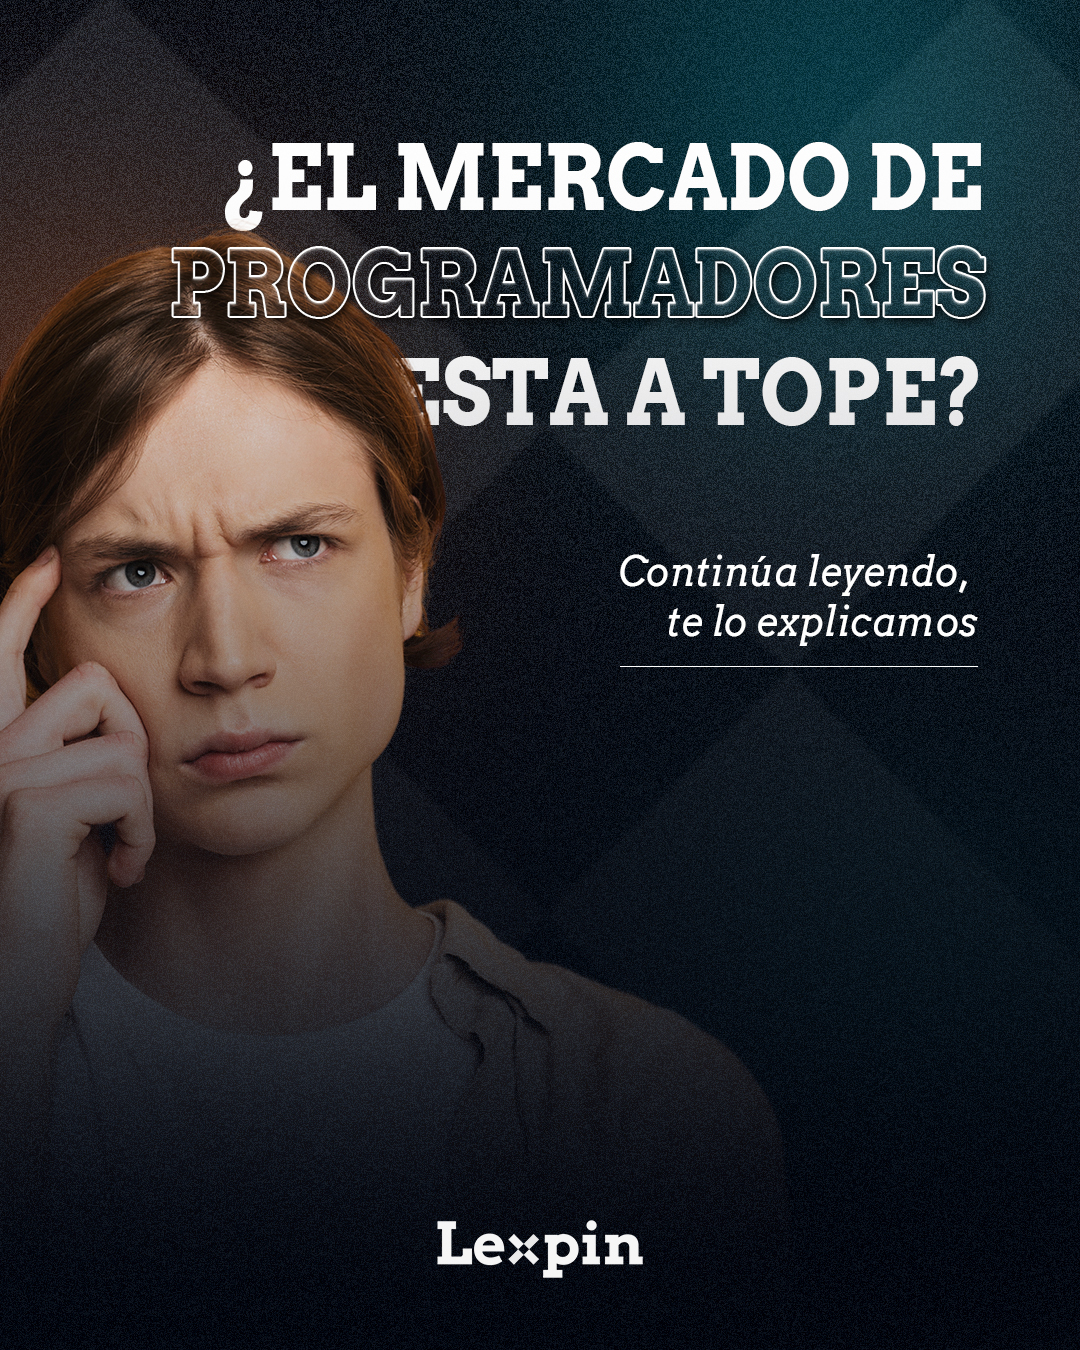 ¿EL MERCADO DE
PROGRAMADORES
ESTA A TOPE?
Continúa leyendo,
te lo explicamos
Lexpin